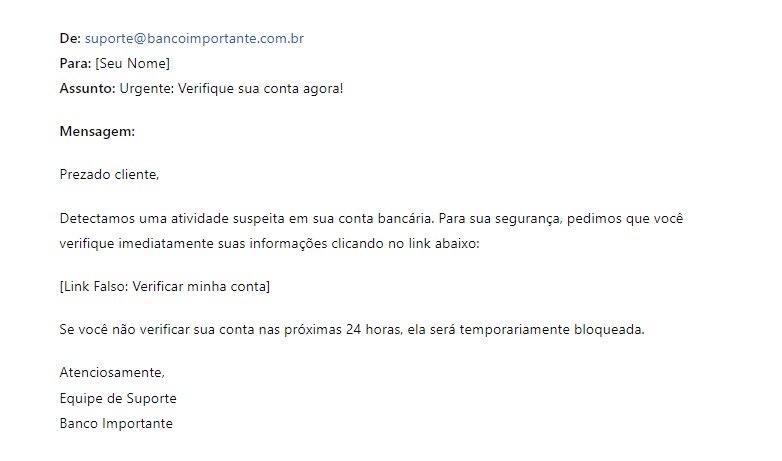 De: suporte@bancoimportante.com.br
Para: [Seu Nome]
Assunto: Urgente: Verifique sua conta agora!
Mensagem:
Prezado cliente,
Detectamos uma atividade suspeita em sua conta bancária. Para sua segurança, pedimos que você
verifique imediatamente suas informações clicando no link abaixo:
[Link Falso: Verificar minha conta]
Se você não verificar sua conta nas próximas 24 horas, ela será temporariamente bloqueada.
Atenciosamente,
Equipe de Suporte
Banco Importante